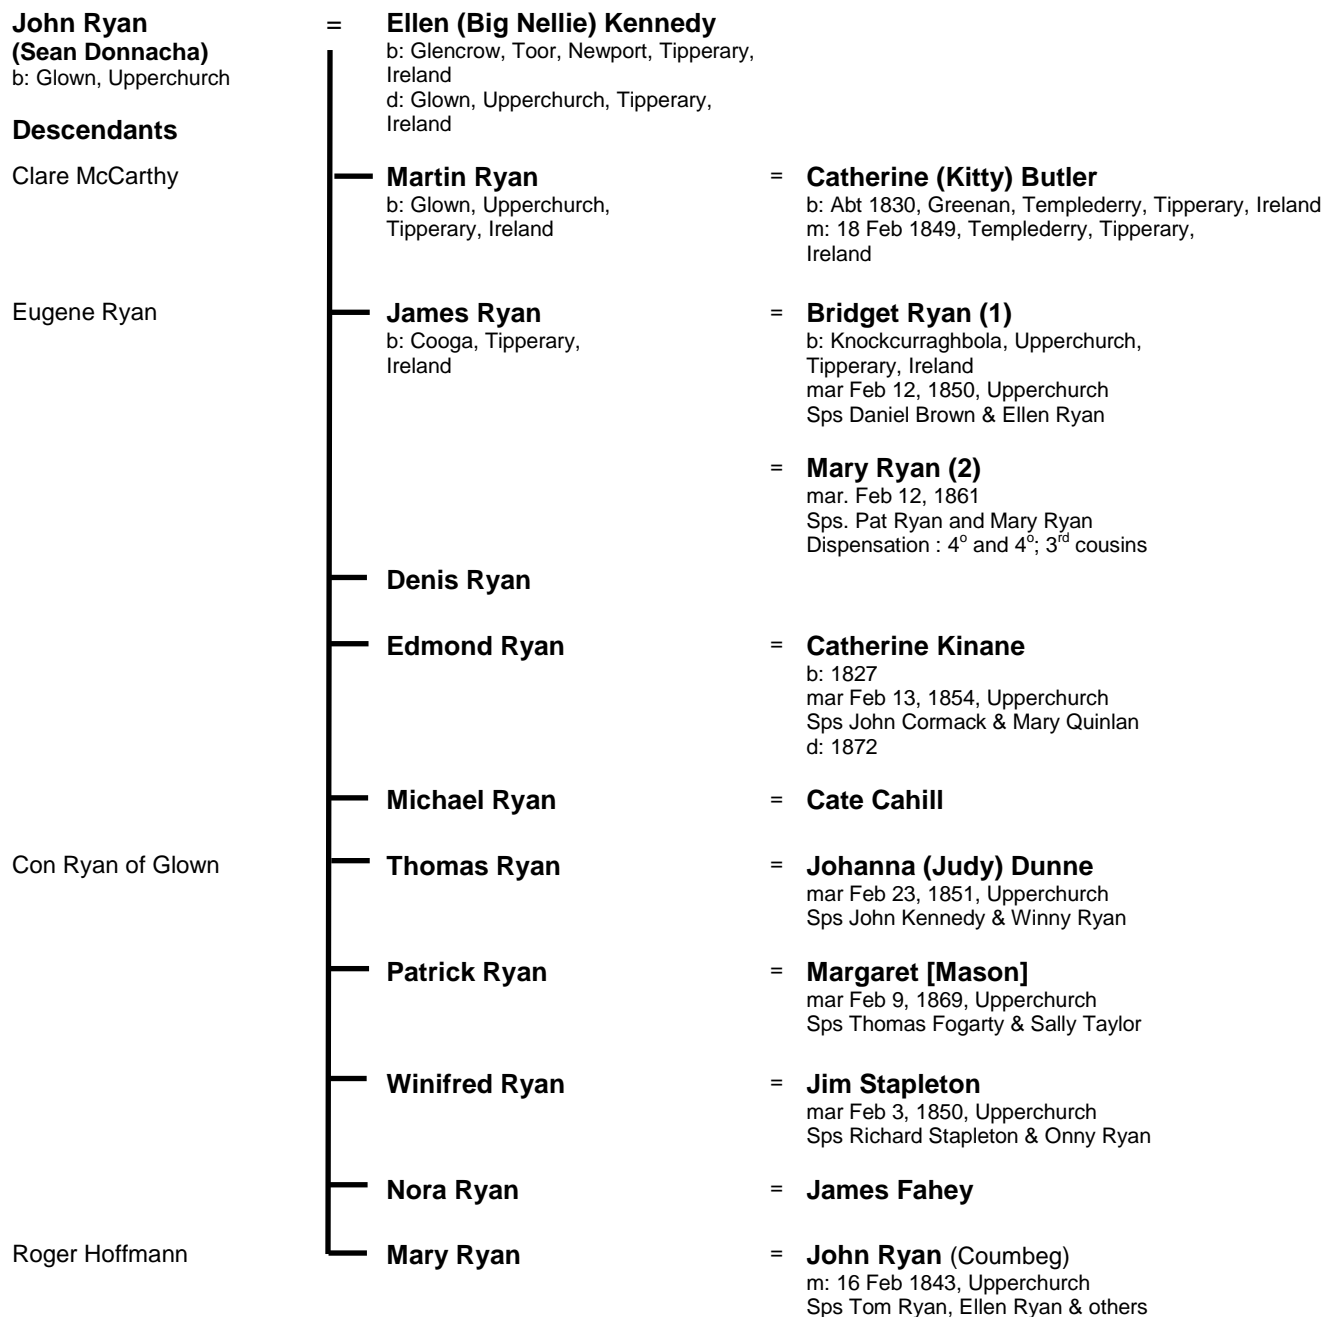 John Ryan = Ellen (Big Nellie) Kennedy
(Sean Donnacha)
b: Glown, Upperchurch
b: Glencrow, Toor, Newport, Tipperary,
Ireland
d: Glown, Upperchurch, Tipperary,
Ireland
Descendants
Clare McCarthy
Martin Ryan = Catherine (Kitty) Butler
b: Glown, Upperchurch,
Tipperary, Ireland
b: Abt 1830, Greenan, Templederry, Tipperary, Ireland
m: 18 Feb 1849, Templederry, Tipperary,
Ireland
Eugene Ryan
James Ryan = Bridget Ryan (1)
b: Cooga, Tipperary,
Ireland
b: Knockcurraghbola, Upperchurch,
Tipperary, Ireland
mar Feb 12, 1850, Upperchurch
Sps Daniel Brown & Ellen Ryan
= Mary Ryan (2)
mar. Feb 12, 1861
Sps. Pat Ryan and Mary Ryan
Dispensation : 4º and 4º; 3rd cousins
Denis Ryan
Edmond Ryan = Catherine Kinane
b: 1827
mar Feb 13, 1854, Upperchurch
Sps John Cormack & Mary Quinlan
d: 1872
Michael Ryan = Cate Cahill
Con Ryan of Glown
Thomas Ryan = Johanna (Judy) Dunne
mar Feb 23, 1851, Upperchurch
Sps John Kennedy & Winny Ryan
Patrick Ryan = Margaret [Mason]
mar Feb 9, 1869, Upperchurch
Sps Thomas Fogarty & Sally Taylor
Winifred Ryan = Jim Stapleton
mar Feb 3, 1850, Upperchurch
Sps Richard Stapleton & Onny Ryan
Nora Ryan = James Fahey
Roger Hoffmann
Mary Ryan = John Ryan (Coumbeg)
m: 16 Feb 1843, Upperchurch
Sps Tom Ryan, Ellen Ryan & others